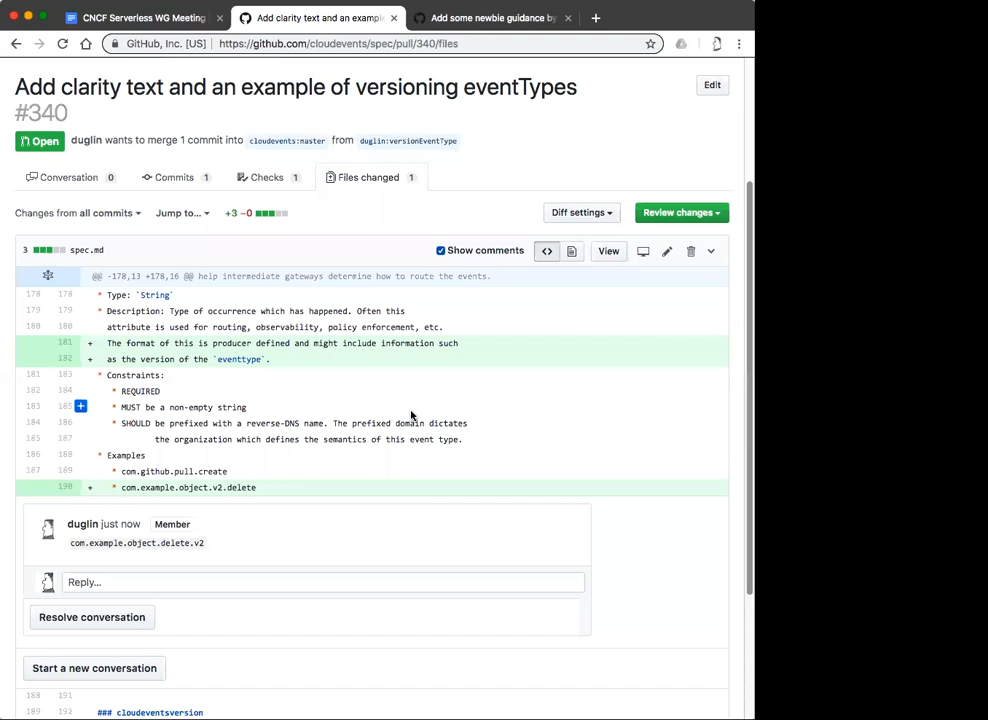 CNCF Serverless WG Meeting
Add clarity text and an example
Add some newbie guidance by
GitHub, Inc. [US] https://github.com/cloudevents/spec/pull/340/files
Add clarity text and an example of versioning eventTypes
#340
Edit
Open duglin wants to merge 1 commit into cloudevents:master from duglin:versionEventType
Conversation 0 Commits 1 Checks 1 Files changed 1
Changes from all commits Jump to... +3 −0 Diff settings Review changes
3 spec.md Show comments <> View
@@ -178,13 +178,16 @@ help intermediate gateways determine how to route the events.
178 178 * Type: `String`
179 179 * Description: Type of occurrence which has happened. Often this
180 180 attribute is used for routing, observability, policy enforcement, etc.
181 + The format of this is producer defined and might include information such
182 + as the version of the `eventtype`.
181 183 * Constraints:
182 184 * REQUIRED
183 185 * MUST be a non-empty string
184 186 * SHOULD be prefixed with a reverse-DNS name. The prefixed domain dictates
185 187 the organization which defines the semantics of this event type.
186 188 * Examples
187 189 * com.github.pull.create
190 + * com.example.object.v2.delete
duglin just now Member
com.example.object.delete.v2
Reply...
Resolve conversation
Start a new conversation
188 191
189 192 ### cloudeventsversion